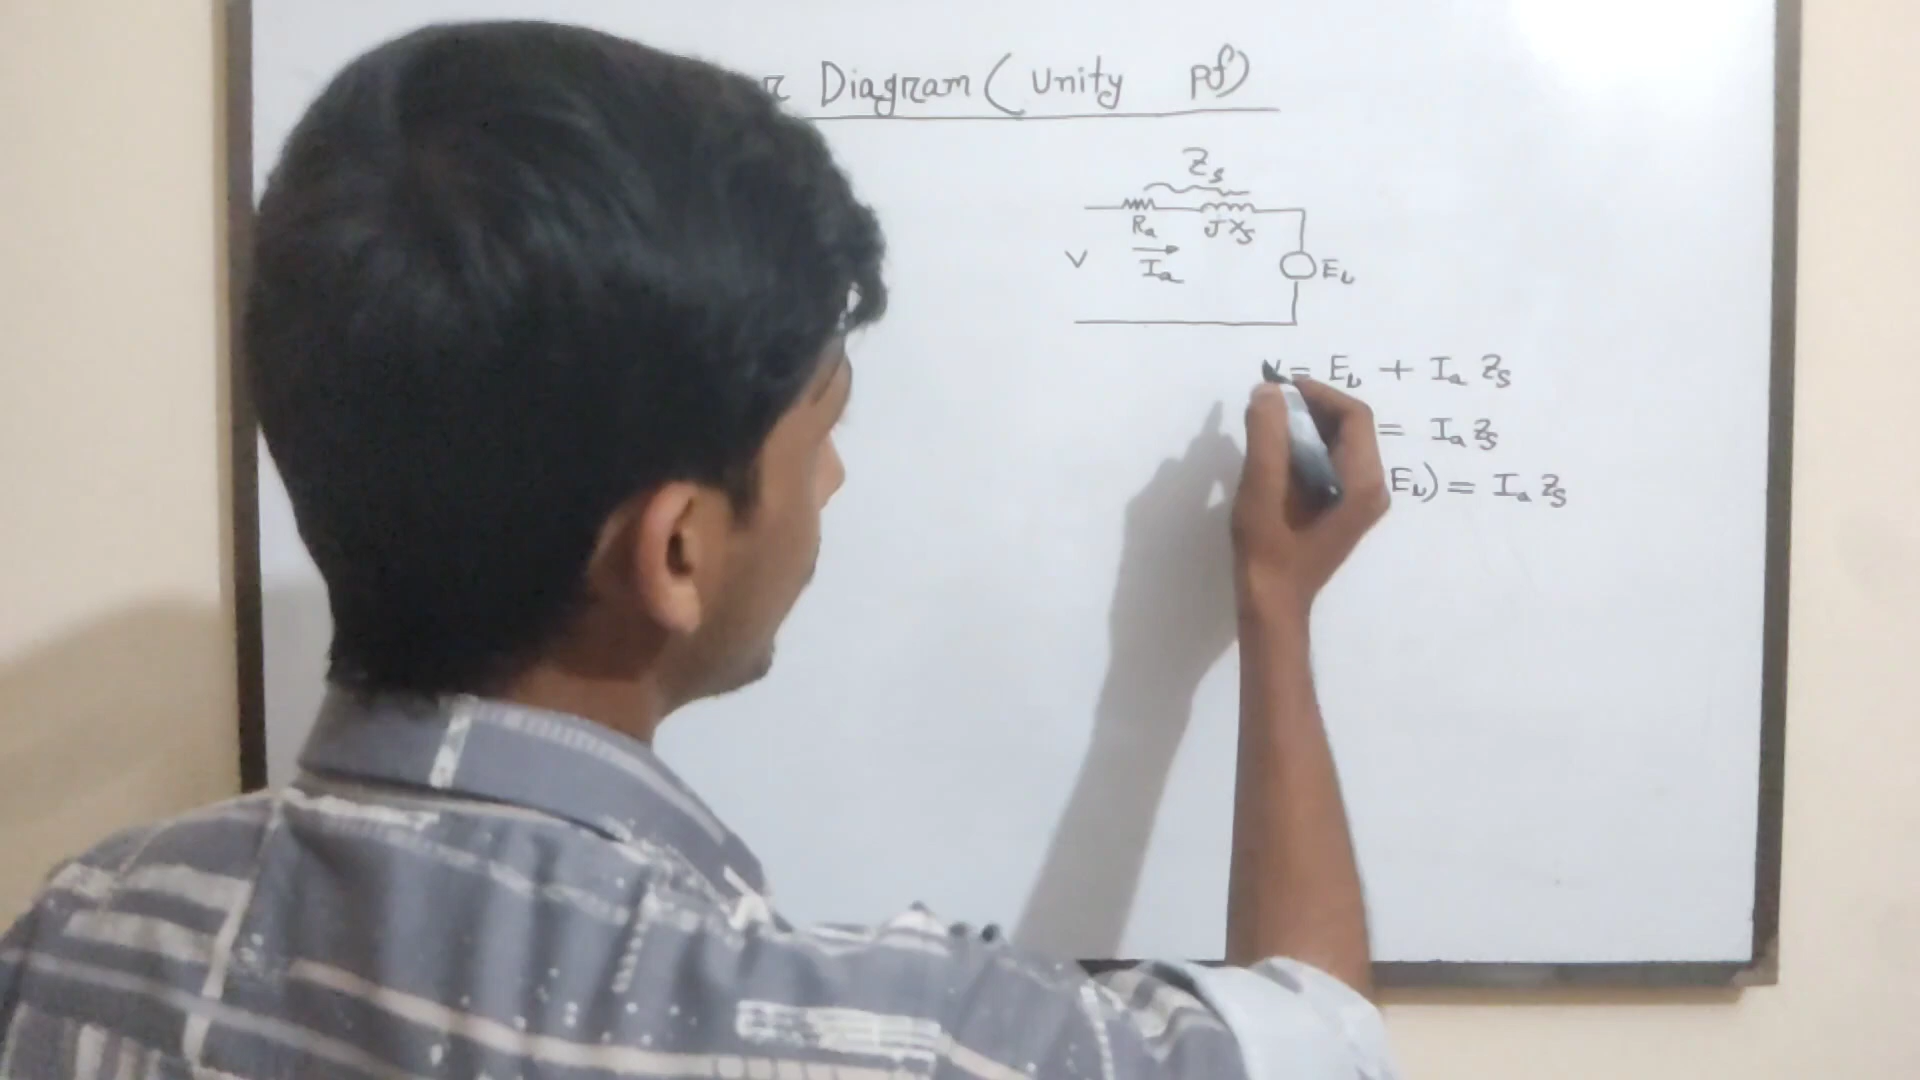 Diagram (Unity pf)
Zs
Ra
JXs
V
Ia
Eb
V = Eb + Ia Zs
= Ia Zs
Eb) = Ia Zs